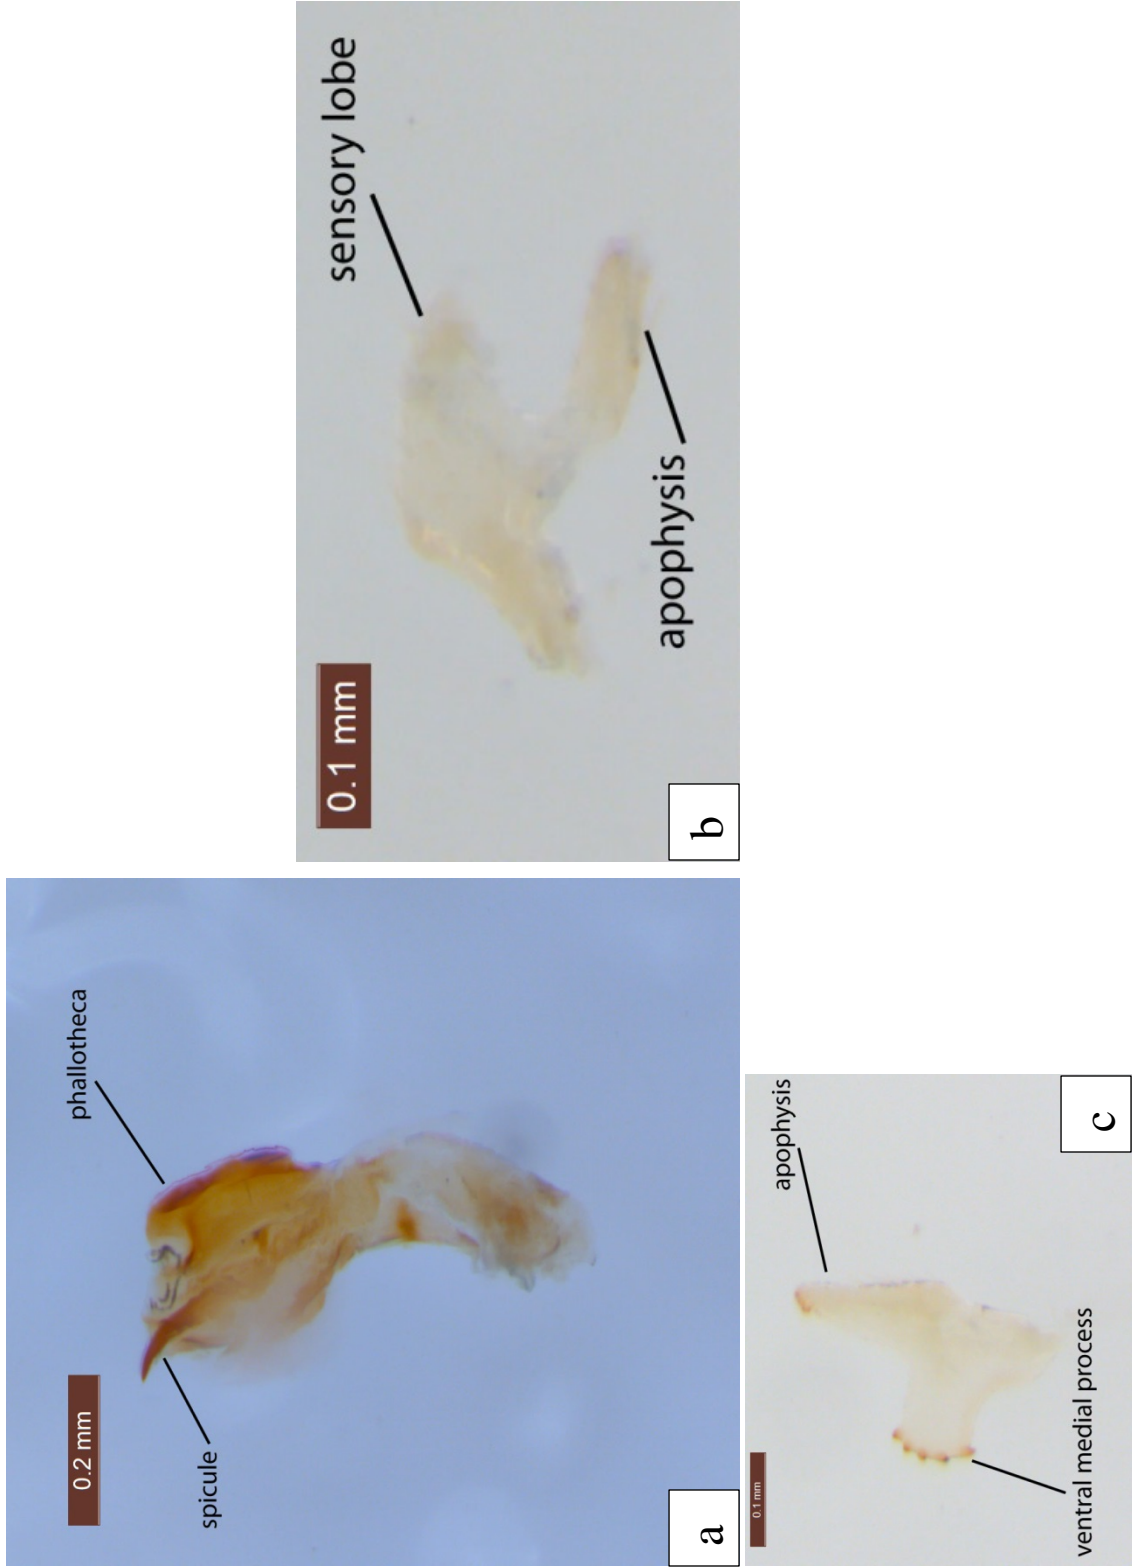 phallotheca
0.2 mm
spicule
a
sensory lobe
0.1 mm
apophysis
b
apophysis
0.1 mm
ventral medial process
c